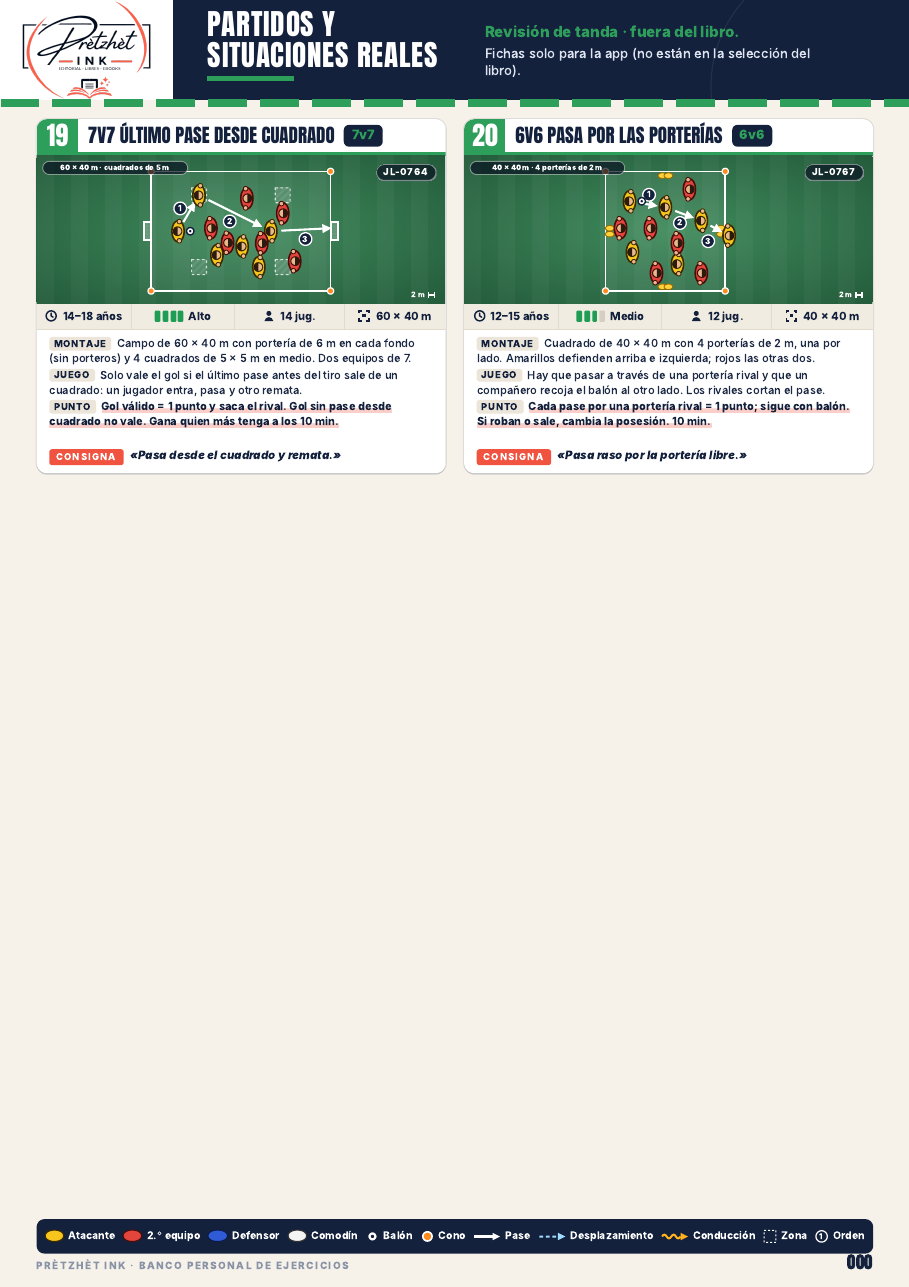 Prètzhèt
INK
EDITORIAL · LIBRES · EBOOKS
PARTIDOS Y
SITUACIONES REALES
Revisión de tanda · fuera del libro.
Fichas solo para la app (no están en la selección del
libro).
19 7V7 ÚLTIMO PASE DESDE CUADRADO 7v7
60 × 40 m · cuadrados de 5 m
JL-0764
1
2
3
2 m
14–18 años Alto 14 jug. 60 × 40 m
MONTAJE Campo de 60 × 40 m con portería de 6 m en cada fondo
(sin porteros) y 4 cuadrados de 5 × 5 m en medio. Dos equipos de 7.
JUEGO Solo vale el gol si el último pase antes del tiro sale de un
cuadrado: un jugador entra, pasa y otro remata.
PUNTO Gol válido = 1 punto y saca el rival. Gol sin pase desde
cuadrado no vale. Gana quien más tenga a los 10 min.
CONSIGNA «Pasa desde el cuadrado y remata.»
20 6V6 PASA POR LAS PORTERÍAS 6v6
40 × 40 m · 4 porterías de 2 m
JL-0767
1
2
3
2 m
12–15 años Medio 12 jug. 40 × 40 m
MONTAJE Cuadrado de 40 × 40 m con 4 porterías de 2 m, una por
lado. Amarillos defienden arriba e izquierda; rojos las otras dos.
JUEGO Hay que pasar a través de una portería rival y que un
compañero recoja el balón al otro lado. Los rivales cortan el pase.
PUNTO Cada pase por una portería rival = 1 punto; sigue con balón.
Si roban o sale, cambia la posesión. 10 min.
CONSIGNA «Pasa raso por la portería libre.»
Atacante 2.º equipo Defensor Comodín Balón Cono Pase Desplazamiento Conducción Zona 1 Orden
PRÈTZHÈT INK · BANCO PERSONAL DE EJERCICIOS
000